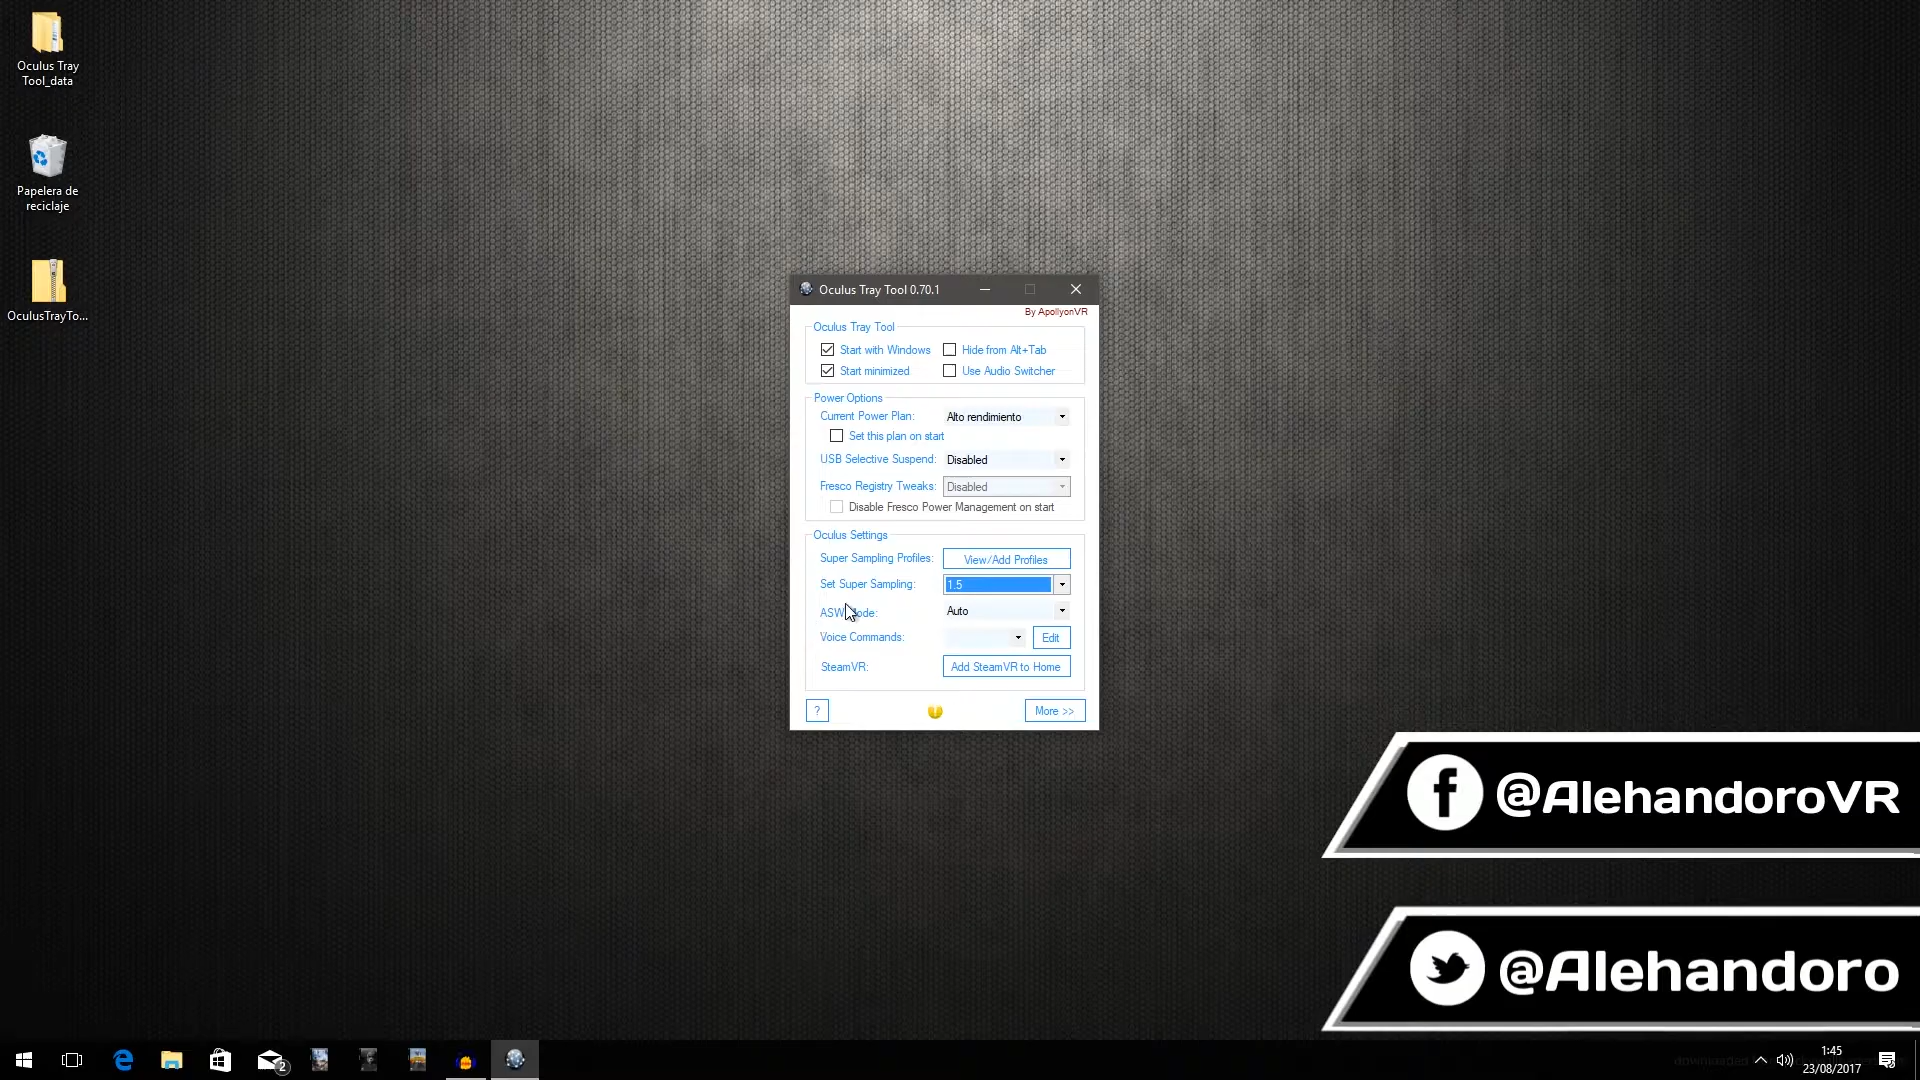 Oculus Tray
Tool_data
Papelera de
reciclaje
OculusTrayTo...
Oculus Tray Tool 0.70.1
By ApollyonVR
Oculus Tray Tool
Start with Windows
Hide from Alt+Tab
Start minimized
Use Audio Switcher
Power Options
Current Power Plan:
Alto rendimiento
Set this plan on start
USB Selective Suspend:
Disabled
Fresco Registry Tweaks:
Disabled
Disable Fresco Power Management on start
Oculus Settings
Super Sampling Profiles:
View/Add Profiles
Set Super Sampling:
1.5
ASW Mode:
Auto
Voice Commands:
Edit
SteamVR:
Add SteamVR to Home
?
More >>
@AlehandoroVR
@Alehandoro
2
1:45
23/08/2017